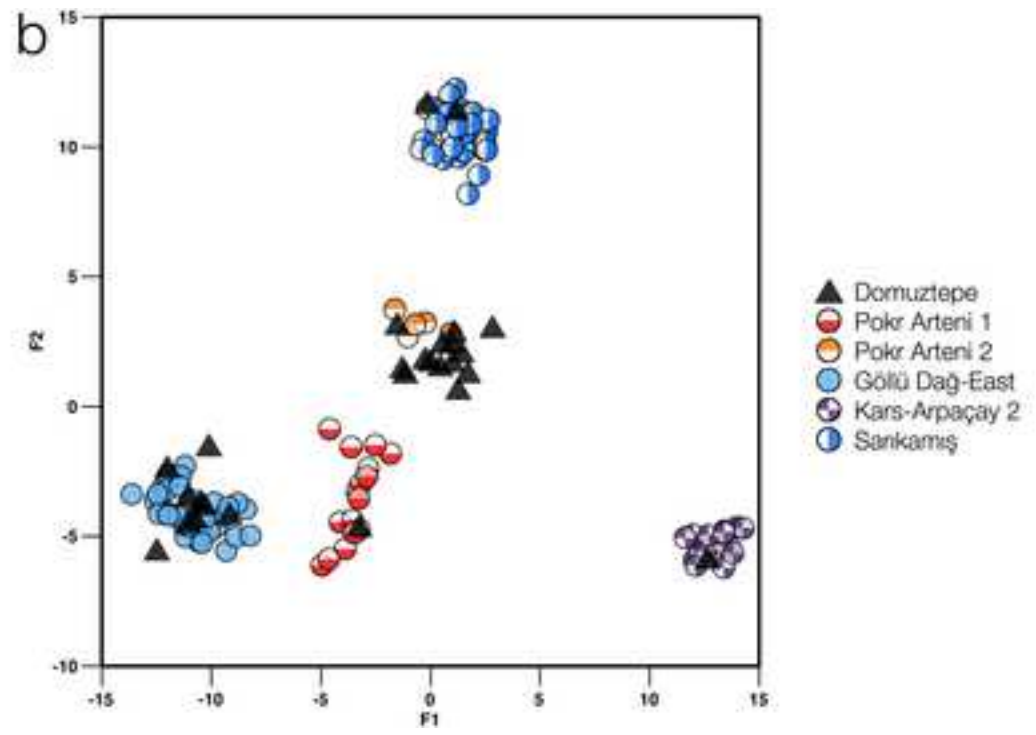 b
15
10
5
0
-5
-10
F2
-15 -10 -5 0 5 10 15
F1
Domuztepe
Pokr Arteni 1
Pokr Arteni 2
Göllü Dağ-East
Kars-Arpaçay 2
Sarıkamış